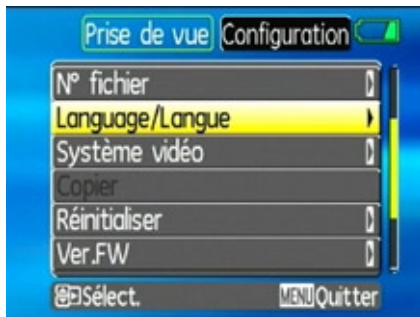 Prise de vue Configuration
N° fichier
Language/Langue
Système vidéo
Copier
Réinitialiser
Ver.FW
Sélect. MENU Quitter